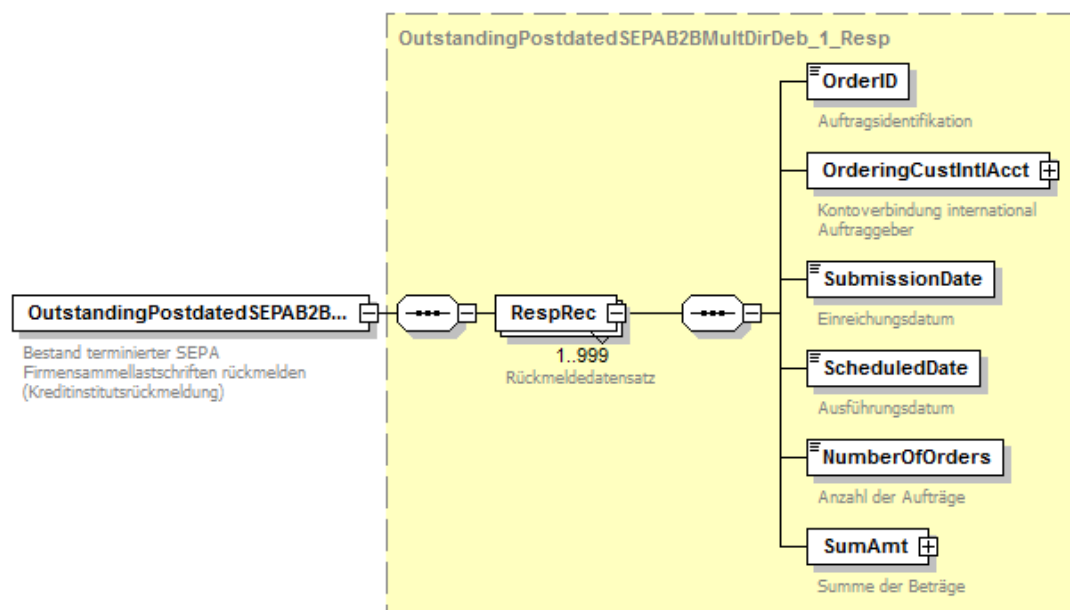 OutstandingPostdatedSEPAB2BMultDirDeb_1_Resp
OutstandingPostdatedSEPAB2B...
Bestand terminierter SEPA
Firmensammellastschriften rückmelden
(Kreditinstitutsrückmeldung)
RespRec
1..999
Rückmeldedatensatz
OrderID
Auftragsidentifikation
OrderingCustIntlAcct
Kontoverbindung international
Auftraggeber
SubmissionDate
Einreichungsdatum
ScheduledDate
Ausführungsdatum
NumberOfOrders
Anzahl der Aufträge
SumAmt
Summe der Beträge